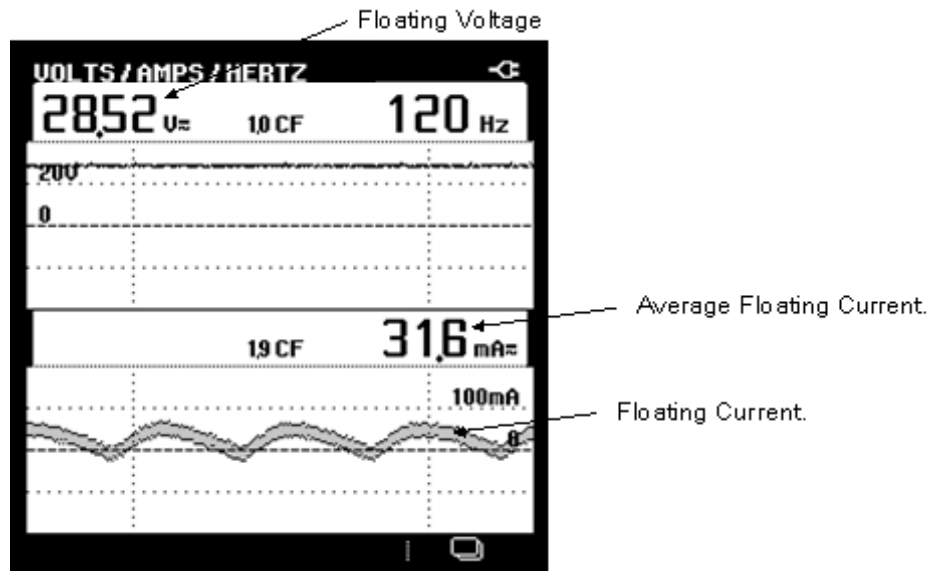 Floating Voltage
VOLTS/AMPS/HERTZ
28.52 V≂ 1,0 CF 120 Hz
20V
0
1,9 CF 31,6 mA≂
Average Floating Current.
100mA
Floating Current.
0